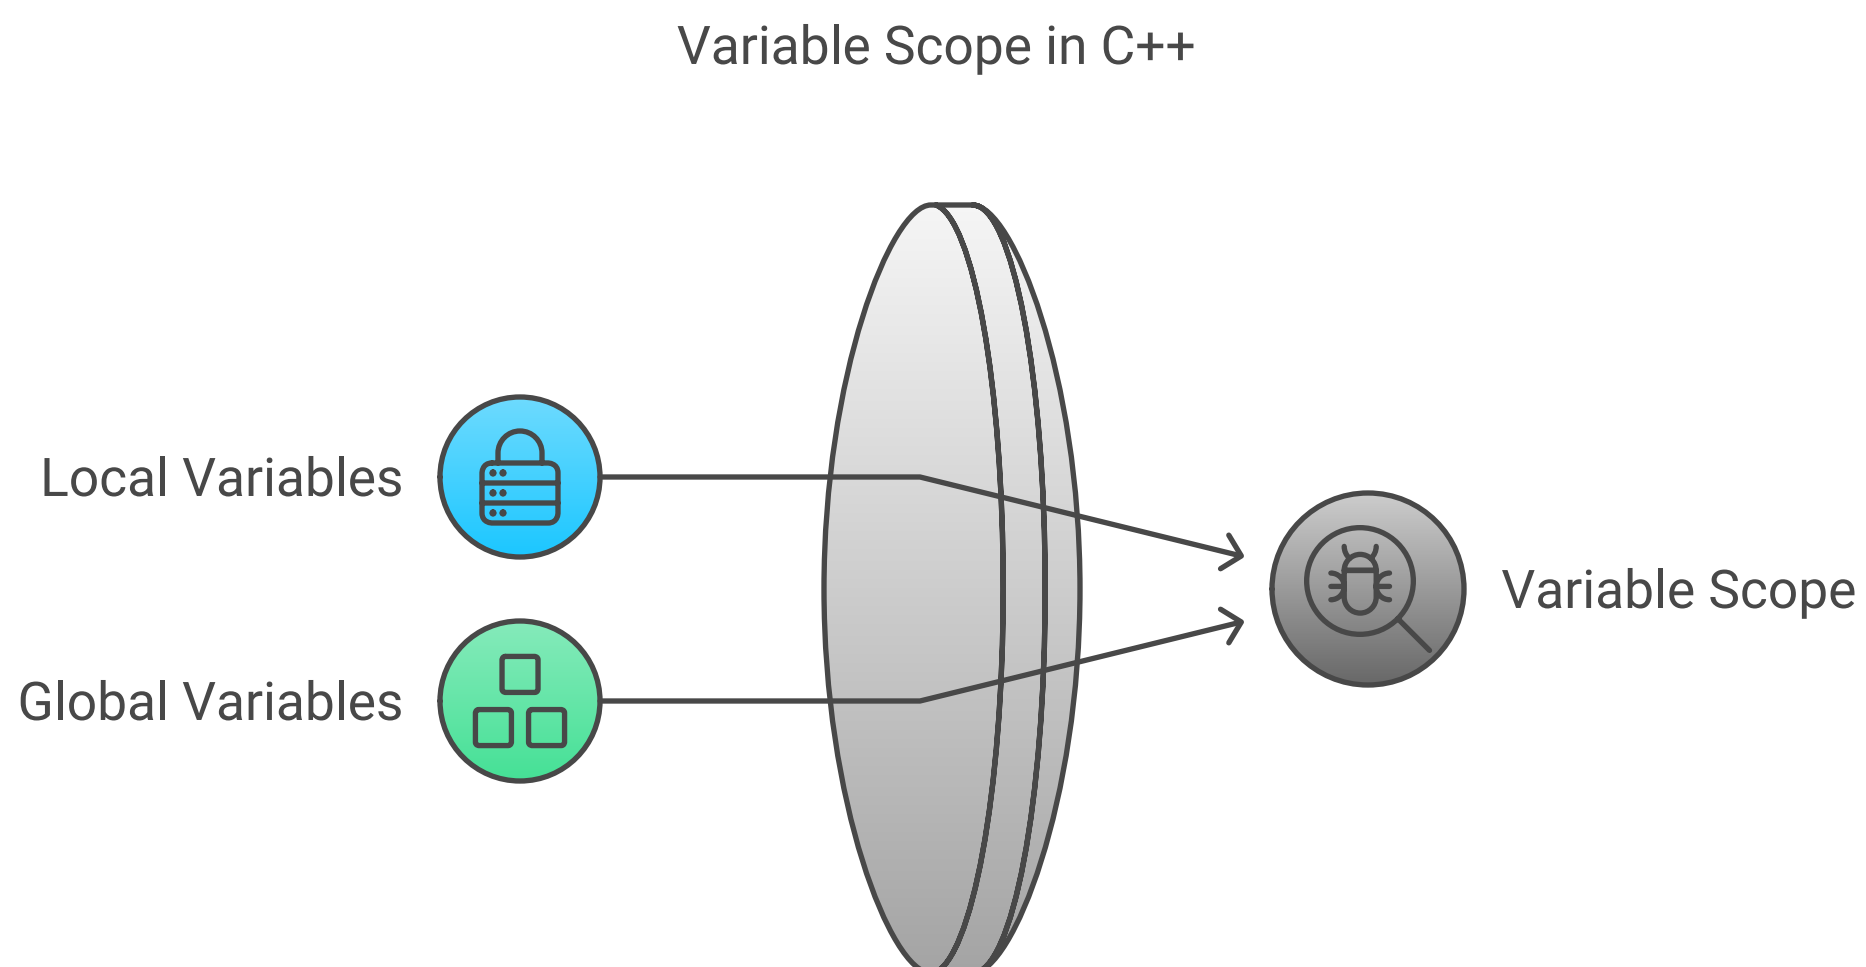 Variable Scope in C++
Local Variables
Global Variables
Variable Scope